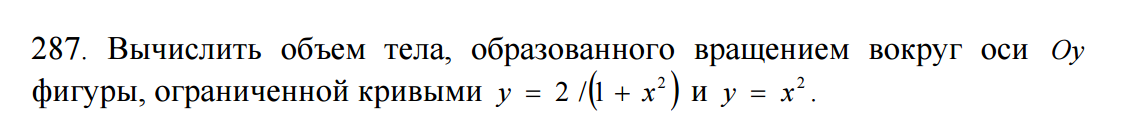 287. Вычислить объем тела, образованного вращением вокруг оси Oy
фигуры, ограниченной кривыми y = 2 /(1 + x²) и y = x².